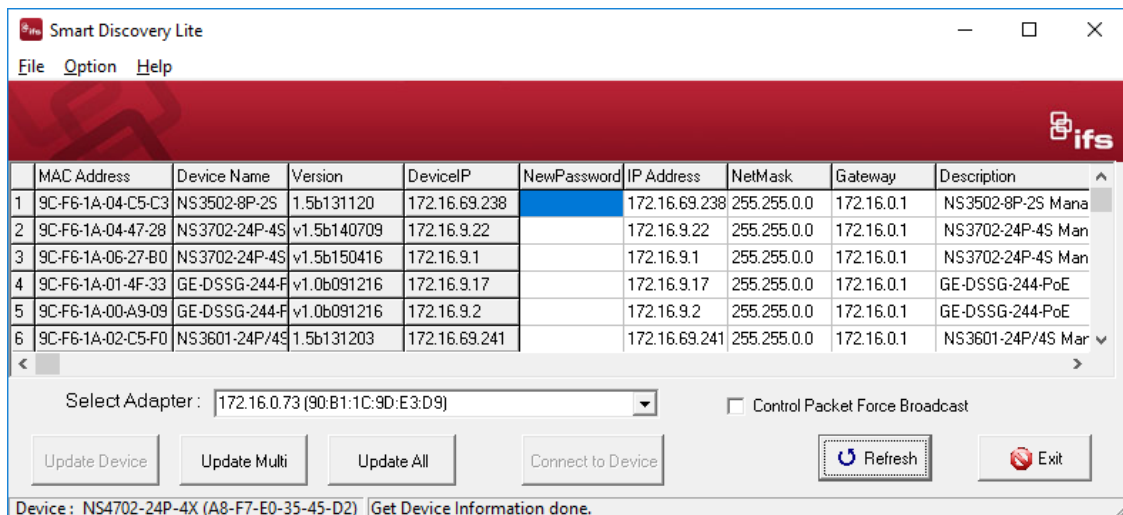 Smart Discovery Lite
File Option Help
ifs
MAC Address Device Name Version DeviceIP NewPassword IP Address NetMask Gateway Description
1 9C-F6-1A-04-C5-C3 NS3502-8P-2S 1.5b131120 172.16.69.238 172.16.69.238 255.255.0.0 172.16.0.1 NS3502-8P-2S Mana
2 9C-F6-1A-04-47-28 NS3702-24P-4S v1.5b140709 172.16.9.22 172.16.9.22 255.255.0.0 172.16.0.1 NS3702-24P-4S Man
3 9C-F6-1A-06-27-B0 NS3702-24P-4S v1.5b150416 172.16.9.1 172.16.9.1 255.255.0.0 172.16.0.1 NS3702-24P-4S Man
4 9C-F6-1A-01-4F-33 GE-DSSG-244-F v1.0b091216 172.16.9.17 172.16.9.17 255.255.0.0 172.16.0.1 GE-DSSG-244-PoE
5 9C-F6-1A-00-A9-09 GE-DSSG-244-F v1.0b091216 172.16.9.2 172.16.9.2 255.255.0.0 172.16.0.1 GE-DSSG-244-PoE
6 9C-F6-1A-02-C5-F0 NS3601-24P/4S 1.5b131203 172.16.69.241 172.16.69.241 255.255.0.0 172.16.0.1 NS3601-24P/4S Mar
Select Adapter : 172.16.0.73 (90:B1:1C:9D:E3:D9) Control Packet Force Broadcast
Update Device Update Multi Update All Connect to Device Refresh Exit
Device : NS4702-24P-4X (A8-F7-E0-35-45-D2) Get Device Information done.